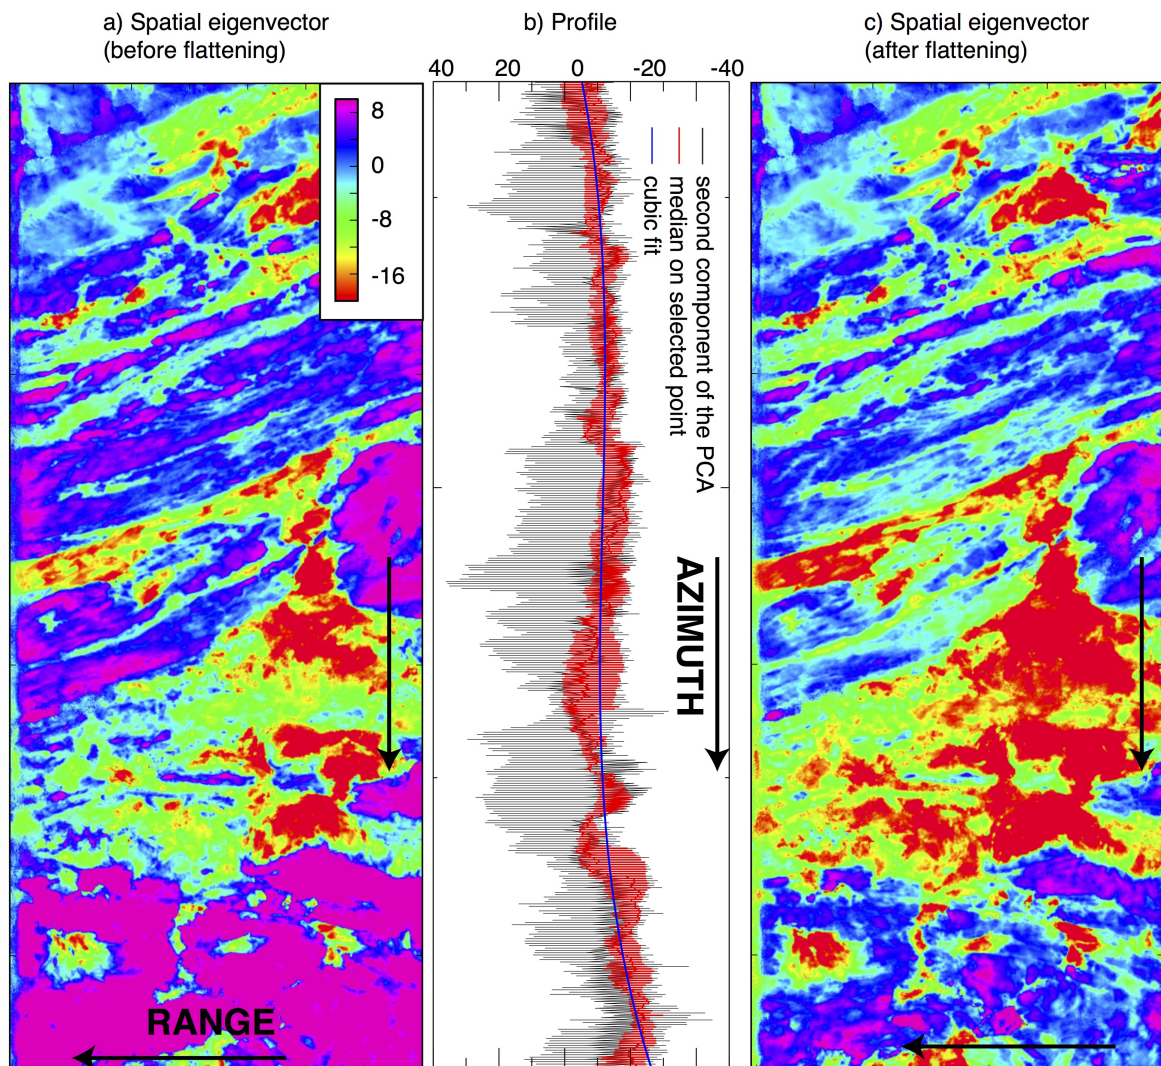 a) Spatial eigenvector
(before flattening)
b) Profile
c) Spatial eigenvector
(after flattening)
40 20 0 -20 -40
8
0
-8
-16
second component of the PCA
median on selected point
cubic fit
AZIMUTH
RANGE